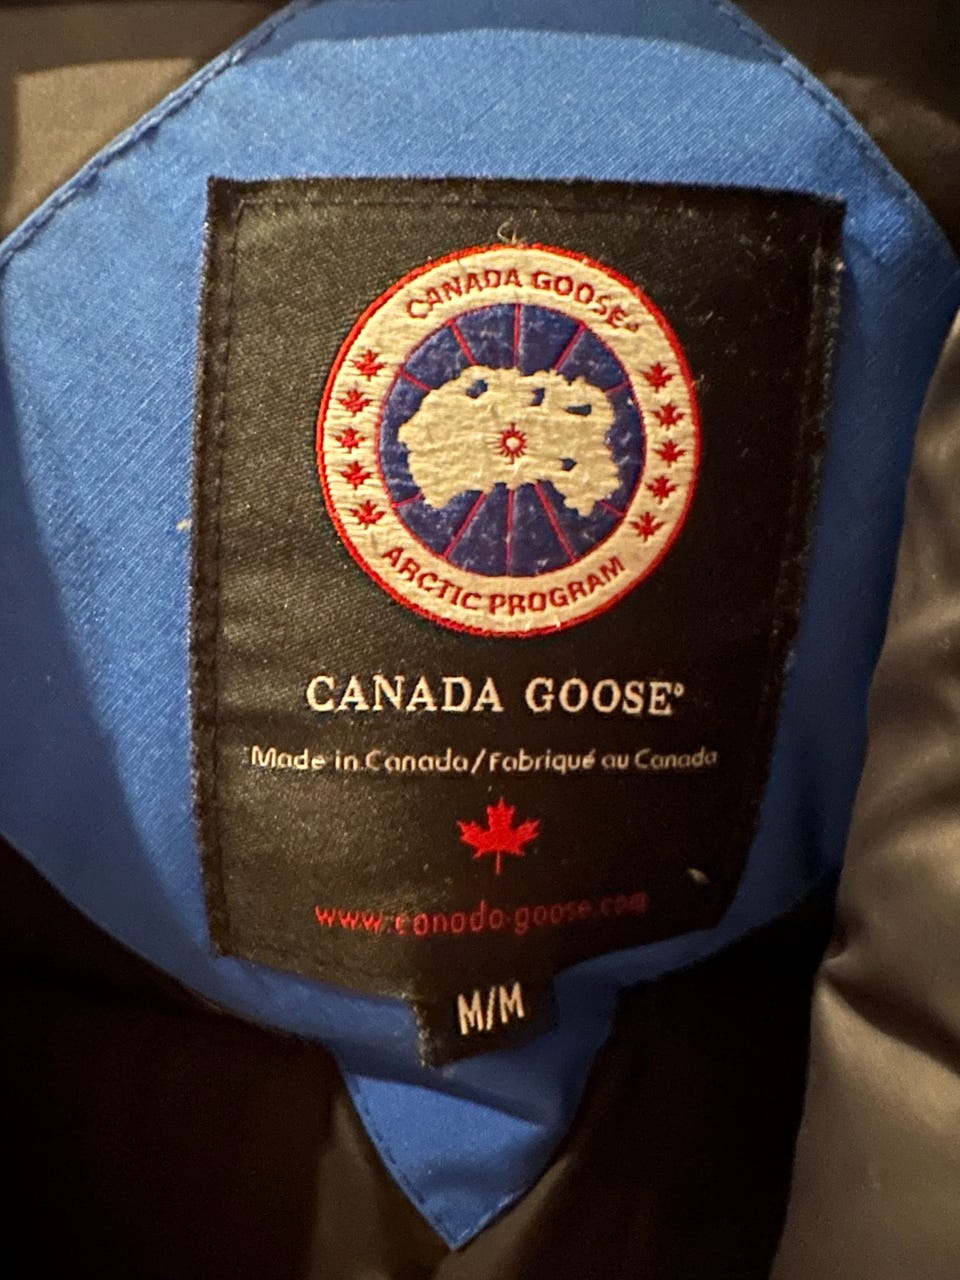 CANADA GOOSE®
ARCTIC PROGRAM
CANADA GOOSE®
Made in Canada/Fabriqué au Canada
www.canada-goose.com
M/M